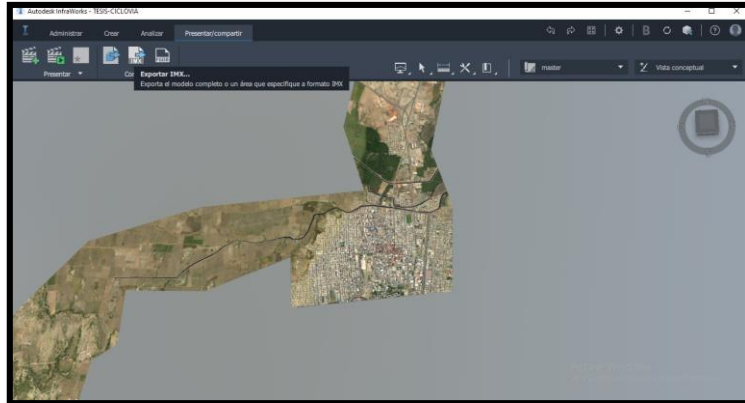 Autodesk InfraWorks - TESIS-CICLOVIA
Administrar Crear Analizar Presentar/compartir
Presentar
Exportar IMX...
Exporta el modelo completo o un área que especifique a formato IMX
master
Vista conceptual